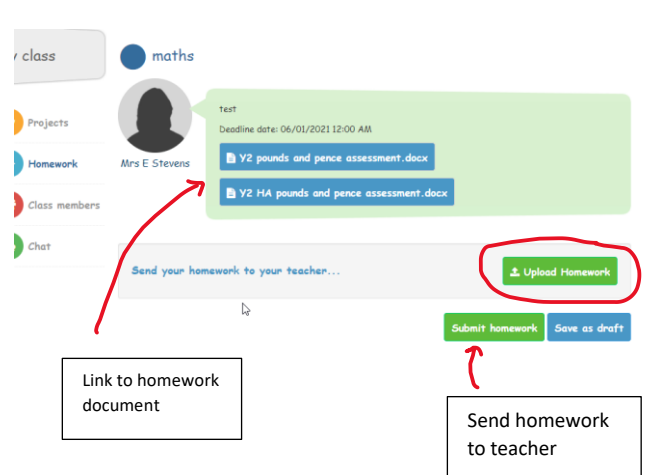 class
maths
test
Deadline date: 06/01/2021 12:00 AM
Y2 pounds and pence assessment.docx
Y2 HA pounds and pence assessment.docx
Mrs E Stevens
Projects
Homework
Class members
Chat
Send your homework to your teacher...
Upload Homework
Submit homework
Save as draft
Link to homework
document
Send homework
to teacher